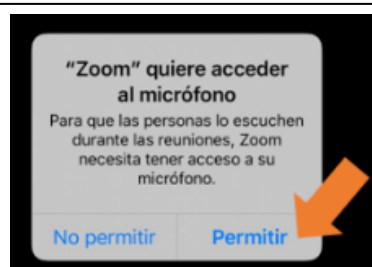 “Zoom” quiere acceder
al micrófono
Para que las personas lo escuchen
durante las reuniones, Zoom
necesita tener acceso a su
micrófono.
No permitir Permitir